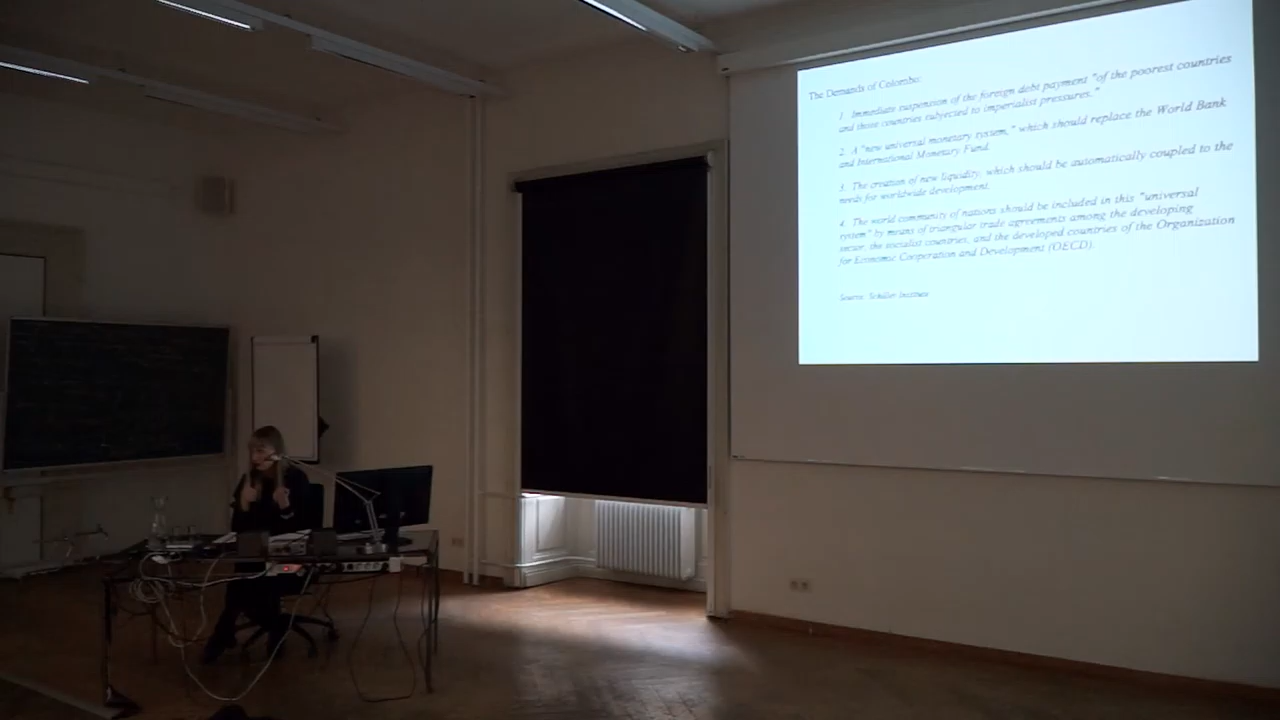 The Demands of Colombo:
1. Immediate suspension of the foreign debt payment "of the poorest countries
and those countries subjected to imperialist pressures."
2. A "new universal monetary system," which should replace the World Bank
and International Monetary Fund.
3. The creation of new liquidity, which should be automatically coupled to the
needs for worldwide development.
4. The world community of nations should be included in this "universal
system" by means of triangular trade agreements among the developing
sector, the socialist countries, and the developed countries of the Organization
for Economic Cooperation and Development (OECD).
Source: Schiller Institute